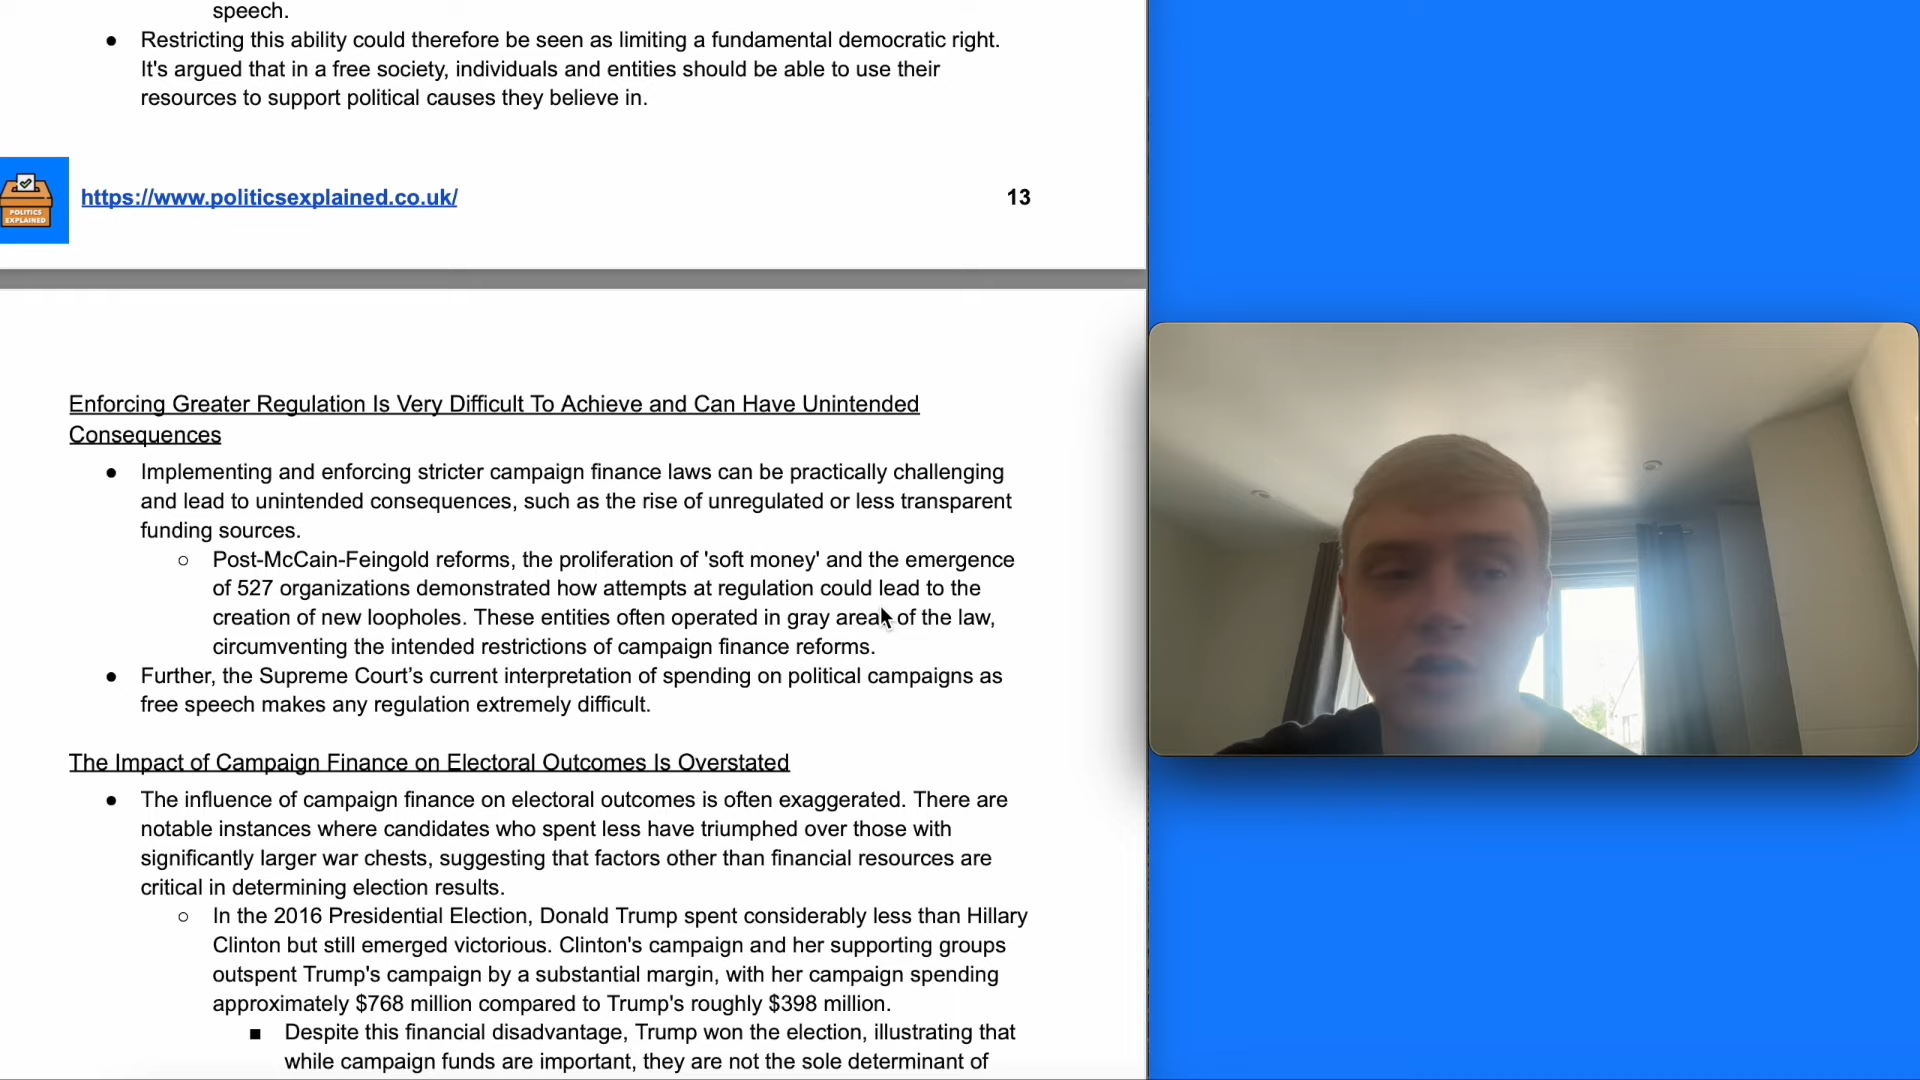 speech.
● Restricting this ability could therefore be seen as limiting a fundamental democratic right.
It's argued that in a free society, individuals and entities should be able to use their
resources to support political causes they believe in.
POLITICS
EXPLAINED
https://www.politicsexplained.co.uk/
13
Enforcing Greater Regulation Is Very Difficult To Achieve and Can Have Unintended
Consequences
● Implementing and enforcing stricter campaign finance laws can be practically challenging
and lead to unintended consequences, such as the rise of unregulated or less transparent
funding sources.
○ Post-McCain-Feingold reforms, the proliferation of 'soft money' and the emergence
of 527 organizations demonstrated how attempts at regulation could lead to the
creation of new loopholes. These entities often operated in gray areas of the law,
circumventing the intended restrictions of campaign finance reforms.
● Further, the Supreme Court’s current interpretation of spending on political campaigns as
free speech makes any regulation extremely difficult.
The Impact of Campaign Finance on Electoral Outcomes Is Overstated
● The influence of campaign finance on electoral outcomes is often exaggerated. There are
notable instances where candidates who spent less have triumphed over those with
significantly larger war chests, suggesting that factors other than financial resources are
critical in determining election results.
○ In the 2016 Presidential Election, Donald Trump spent considerably less than Hillary
Clinton but still emerged victorious. Clinton's campaign and her supporting groups
outspent Trump's campaign by a substantial margin, with her campaign spending
approximately $768 million compared to Trump's roughly $398 million.
■ Despite this financial disadvantage, Trump won the election, illustrating that
while campaign funds are important, they are not the sole determinant of